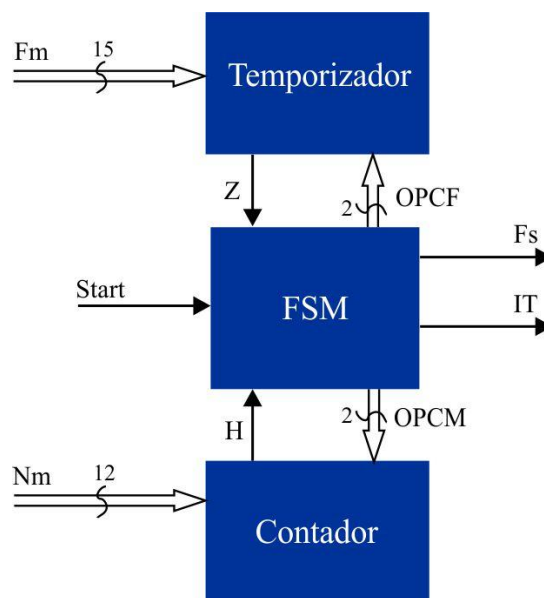 Fm
15
Temporizador
Z
2
OPCF
Fs
Start
FSM
IT
2
OPCM
H
Nm
12
Contador